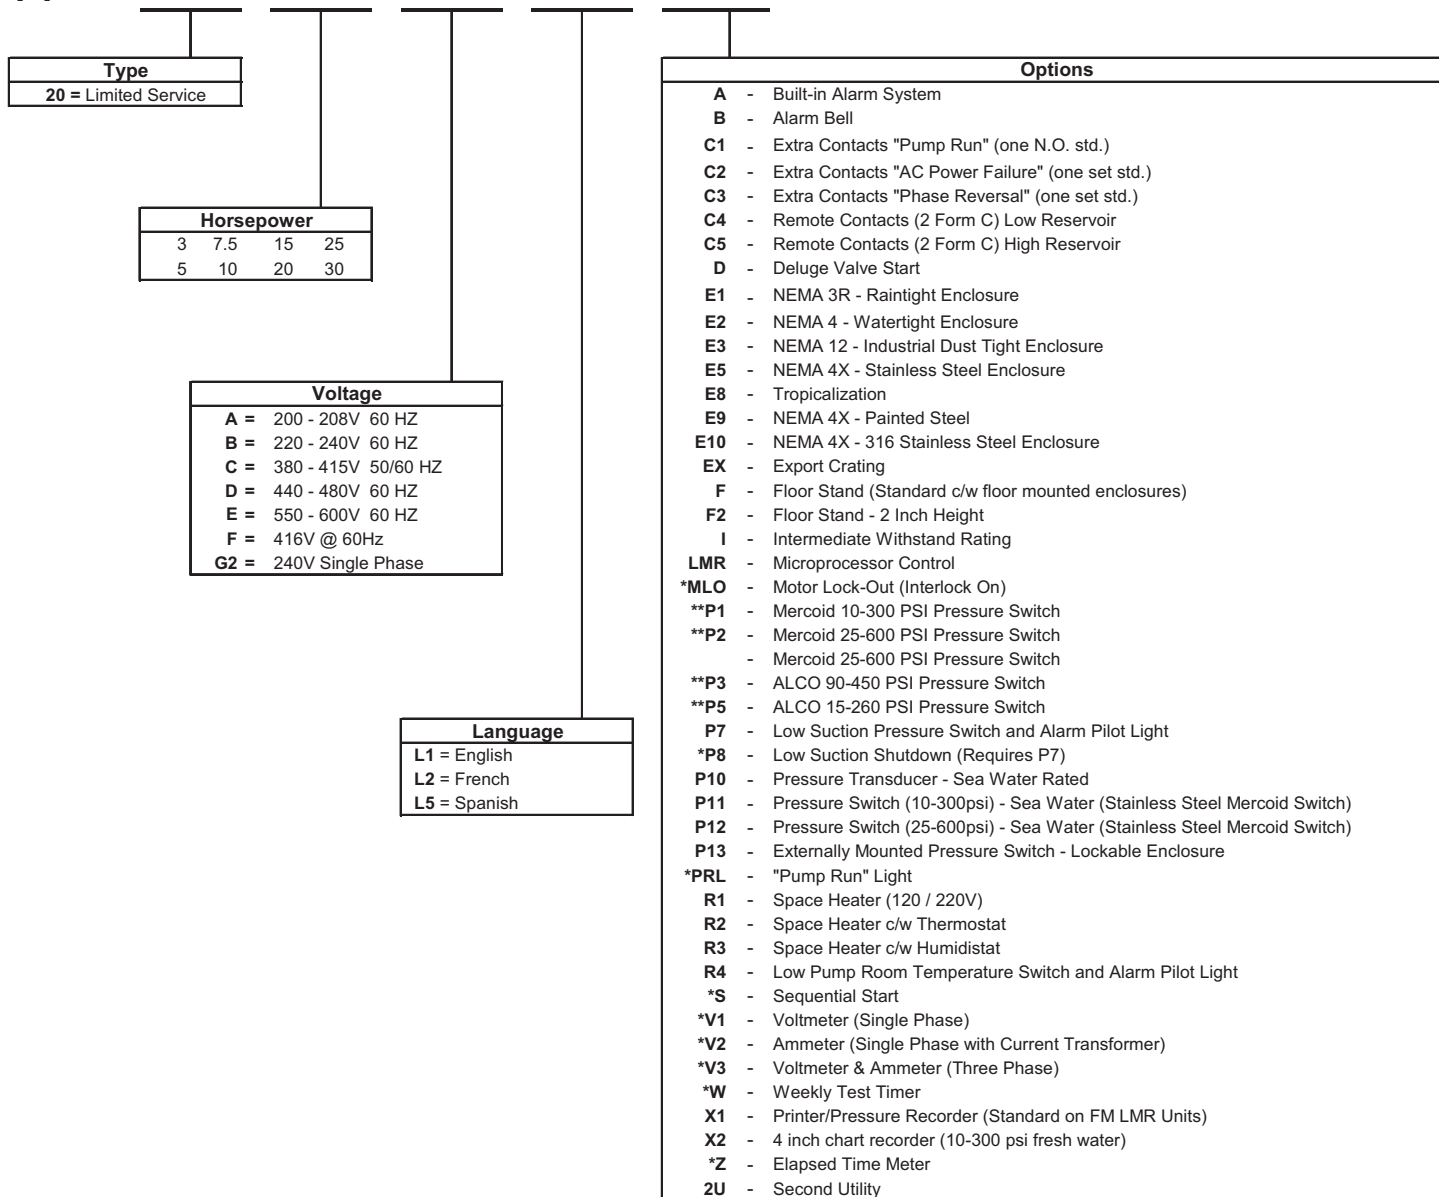 Type
20 = Limited Service
Horsepower
3 7.5 15 25
5 10 20 30
Voltage
A = 200 - 208V 60 HZ
B = 220 - 240V 60 HZ
C = 380 - 415V 50/60 HZ
D = 440 - 480V 60 HZ
E = 550 - 600V 60 HZ
F = 416V @ 60Hz
G2 = 240V Single Phase
Language
L1 = English
L2 = French
L5 = Spanish
Options
A - Built-in Alarm System
B - Alarm Bell
C1 - Extra Contacts "Pump Run" (one N.O. std.)
C2 - Extra Contacts "AC Power Failure" (one set std.)
C3 - Extra Contacts "Phase Reversal" (one set std.)
C4 - Remote Contacts (2 Form C) Low Reservoir
C5 - Remote Contacts (2 Form C) High Reservoir
D - Deluge Valve Start
E1 - NEMA 3R - Raintight Enclosure
E2 - NEMA 4 - Watertight Enclosure
E3 - NEMA 12 - Industrial Dust Tight Enclosure
E5 - NEMA 4X - Stainless Steel Enclosure
E8 - Tropicalization
E9 - NEMA 4X - Painted Steel
E10 - NEMA 4X - 316 Stainless Steel Enclosure
EX - Export Crating
F - Floor Stand (Standard c/w floor mounted enclosures)
F2 - Floor Stand - 2 Inch Height
I - Intermediate Withstand Rating
LMR - Microprocessor Control
*MLO - Motor Lock-Out (Interlock On)
**P1 - Mercoid 10-300 PSI Pressure Switch
**P2 - Mercoid 25-600 PSI Pressure Switch
- Mercoid 25-600 PSI Pressure Switch
**P3 - ALCO 90-450 PSI Pressure Switch
**P5 - ALCO 15-260 PSI Pressure Switch
P7 - Low Suction Pressure Switch and Alarm Pilot Light
*P8 - Low Suction Shutdown (Requires P7)
P10 - Pressure Transducer - Sea Water Rated
P11 - Pressure Switch (10-300psi) - Sea Water (Stainless Steel Mercoid Switch)
P12 - Pressure Switch (25-600psi) - Sea Water (Stainless Steel Mercoid Switch)
P13 - Externally Mounted Pressure Switch - Lockable Enclosure
*PRL - "Pump Run" Light
R1 - Space Heater (120 / 220V)
R2 - Space Heater c/w Thermostat
R3 - Space Heater c/w Humidistat
R4 - Low Pump Room Temperature Switch and Alarm Pilot Light
*S - Sequential Start
*V1 - Voltmeter (Single Phase)
*V2 - Ammeter (Single Phase with Current Transformer)
*V3 - Voltmeter & Ammeter (Three Phase)
*W - Weekly Test Timer
X1 - Printer/Pressure Recorder (Standard on FM LMR Units)
X2 - 4 inch chart recorder (10-300 psi fresh water)
*Z - Elapsed Time Meter
2U - Second Utility